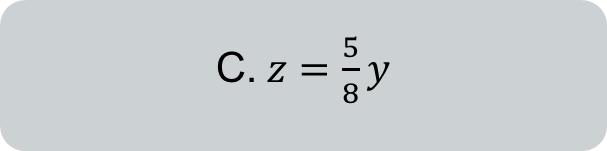 C. z = 5/8 y